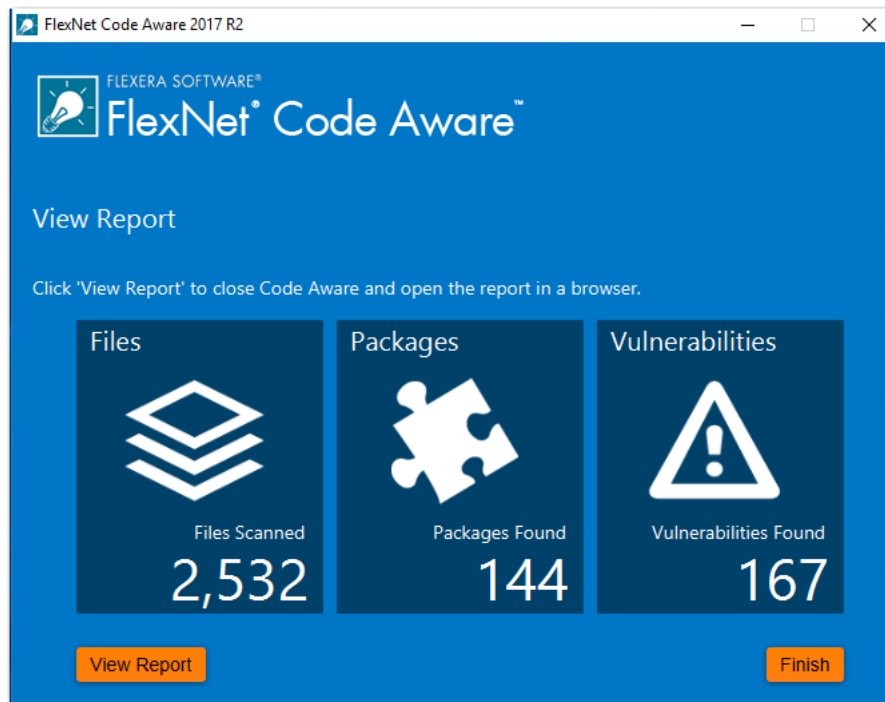 FlexNet Code Aware 2017 R2
FLEXERA SOFTWARE®
FlexNet® Code Aware™
View Report
Click 'View Report' to close Code Aware and open the report in a browser.
Files
Packages
Vulnerabilities
Files Scanned
Packages Found
Vulnerabilities Found
2,532
144
167
View Report
Finish